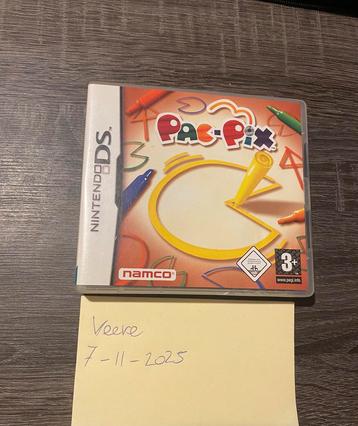 NINTENDO DS
PAC-PIX
namco
3+
www.pegi.info
Veere
7-11-2025